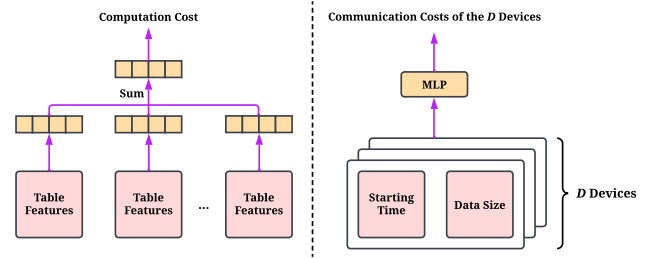 Computation Cost
Sum
Table
Features
Table
Features
...
Table
Features
Communication Costs of the D Devices
MLP
Starting
Time
Data Size
D Devices